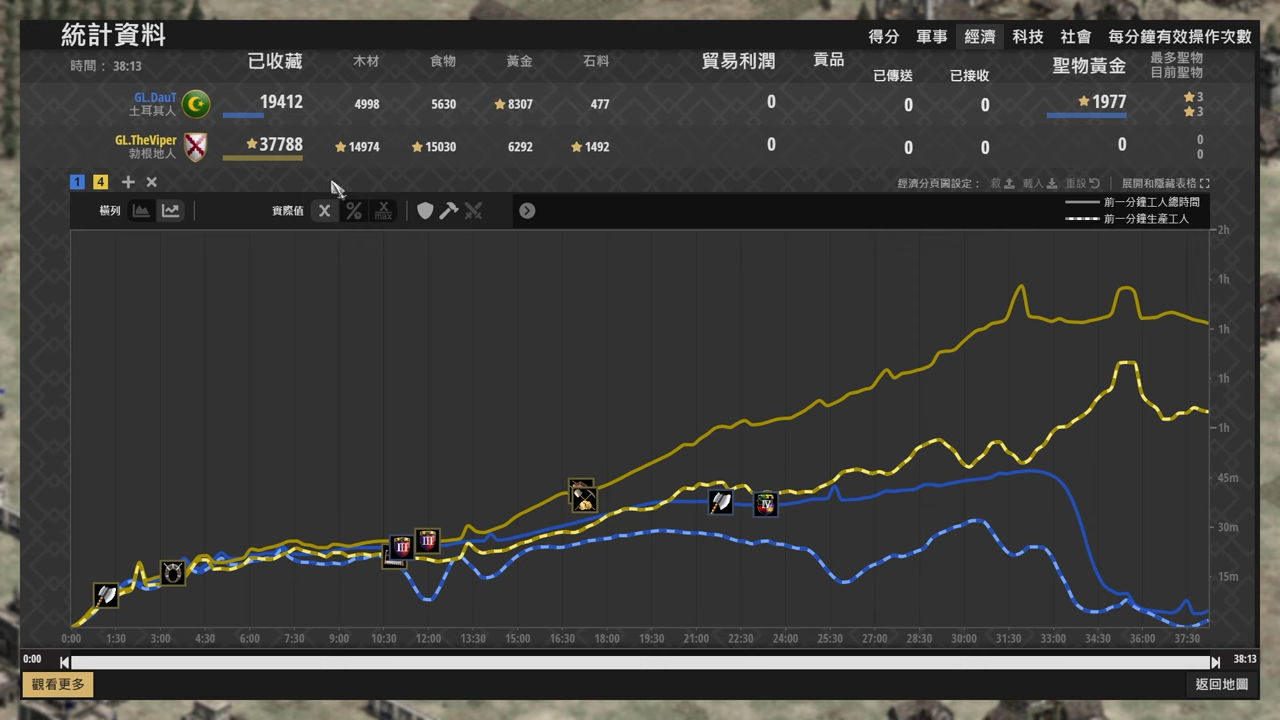 統計資料
得分 軍事 經濟 科技 社會 每分鐘有效操作次數
時間： 38:13
已收藏 木材 食物 黃金 石料 貿易利潤 貢品 已傳送 已接收 聖物黃金 最多聖物
目前聖物
GL.DauT
土耳其人
19412 4998 5630 8307 477 0 0 0 1977 3
3
GL.TheViper
勃根地人
37788 14974 15030 6292 1492 0 0 0 0 0
0
1 4
載入 重設 展開和隱藏表格
橫列 實際值 X % X max
前一分鐘工人總時間
前一分鐘生產工人
2h
1h
1h
1h
1h
45m
30m
15m
III III IV
0:00 1:30 3:00 4:30 6:00 7:30 9:00 10:30 12:00 13:30 15:00 16:30 18:00 19:30 21:00 22:30 24:00 25:30 27:00 28:30 30:00 31:30 33:00 34:30 36:00 37:30
0:00 38:13
觀看更多 返回地圖